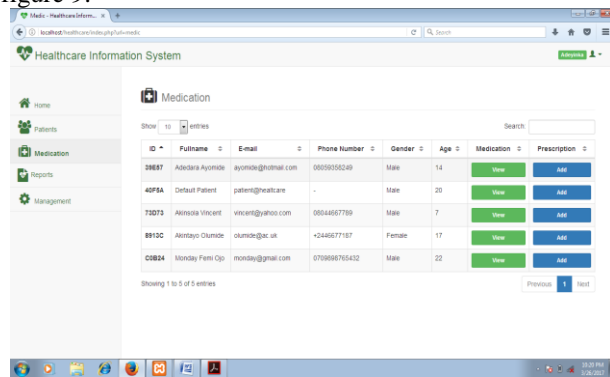 figure 9.
Medic - HealthcareInform...
localhost/healthcare/index.php?url=medic
Search
Healthcare Information System
Home
Patients
Medication
Reports
Management
Medication
Show 10 entries
Search:
ID Fullname E-mail Phone Number Gender Age Medication Prescription
39E57 Adedara Ayomide ayomide@hotmail.com 08059358249 Male 14 View Add
40F5A Default Patient patient@healtcare - Male 20 View Add
73D73 Akinsola Vincent vincent@yahoo.com 08044667789 Male 7 View Add
8913C Akintayo Olumide olumide@ac.uk +2446677187 Female 17 View Add
C0B24 Monday Femi Ojo monday@gmail.com 0709898765432 Male 22 View Add
Showing 1 to 5 of 5 entries
Previous 1 Next
10:29 PM